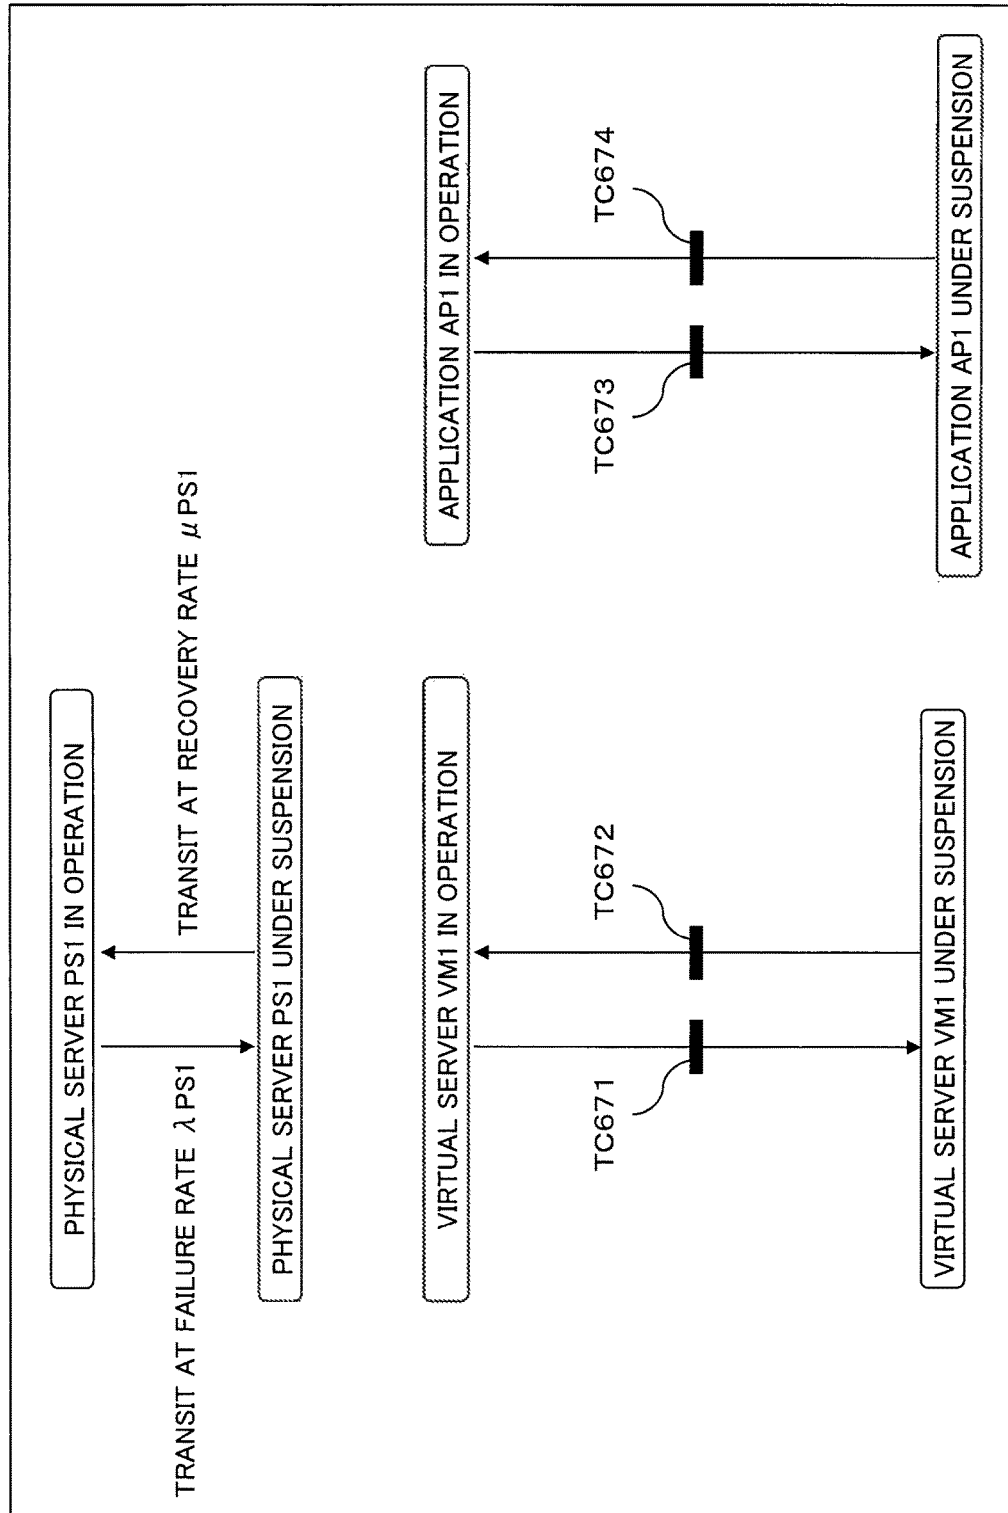 PHYSICAL SERVER PS1 IN OPERATION
TRANSIT AT FAILURE RATE λPS1
TRANSIT AT RECOVERY RATE μPS1
PHYSICAL SERVER PS1 UNDER SUSPENSION
VIRTUAL SERVER VM1 IN OPERATION
TC671
TC672
VIRTUAL SERVER VM1 UNDER SUSPENSION
APPLICATION AP1 IN OPERATION
TC673
TC674
APPLICATION AP1 UNDER SUSPENSION